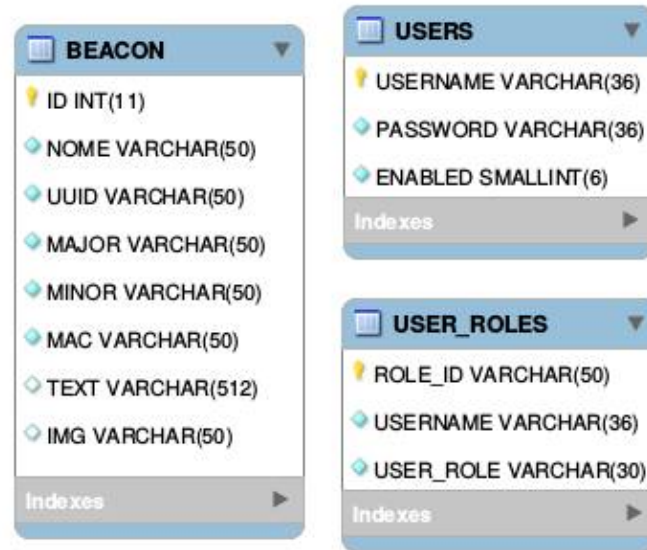 BEACON
ID INT(11)
NOME VARCHAR(50)
UUID VARCHAR(50)
MAJOR VARCHAR(50)
MINOR VARCHAR(50)
MAC VARCHAR(50)
TEXT VARCHAR(512)
IMG VARCHAR(50)
Indexes
USERS
USERNAME VARCHAR(36)
PASSWORD VARCHAR(36)
ENABLED SMALLINT(6)
Indexes
USER_ROLES
ROLE_ID VARCHAR(50)
USERNAME VARCHAR(36)
USER_ROLE VARCHAR(30)
Indexes